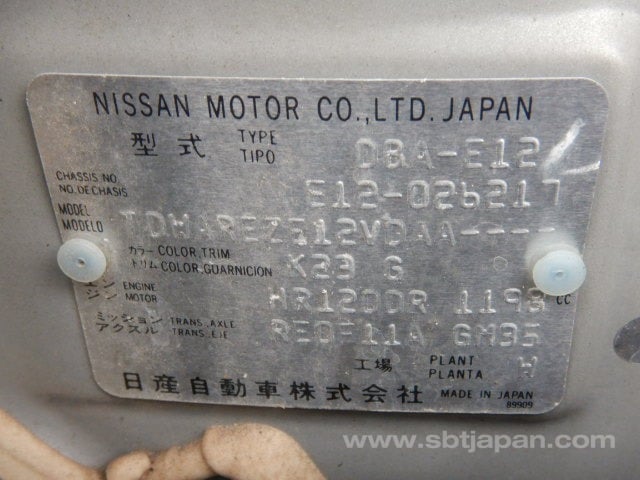 NISSAN MOTOR CO.,LTD. JAPAN
型式 TYPE TIPO DBA-E12
CHASSIS NO. NO. DE CHASIS E12-026217
MODEL MODELO
カラー COLOR, TRIM
トリム COLOR, GUARNICION K23 G
エンジン ENGINE MOTOR HR12DDR 1198 CC
ミッション TRANS. AXLE
アクスル TRANS. EJE RE0F11A GM35
工場 PLANT PLANTA
日産自動車株式会社 MADE IN JAPAN
89909
www.sbtjapan.com